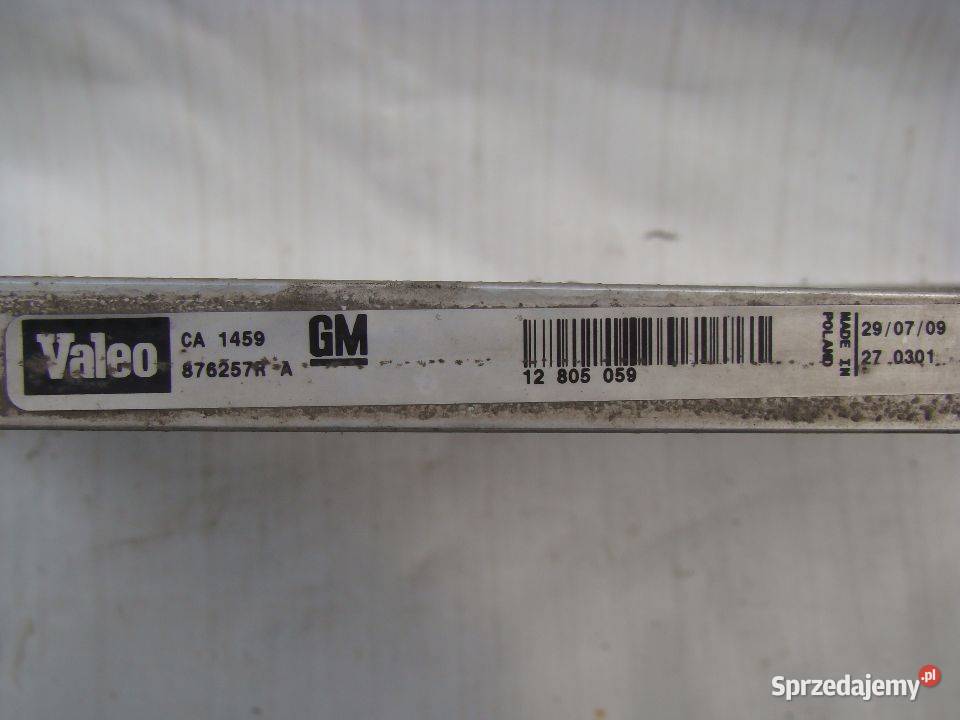 Valeo
CA 1459
876257R A
GM
12 805 059
MADE IN
POLAND
29/07/09
27 0301
Sprzedajemy.pl